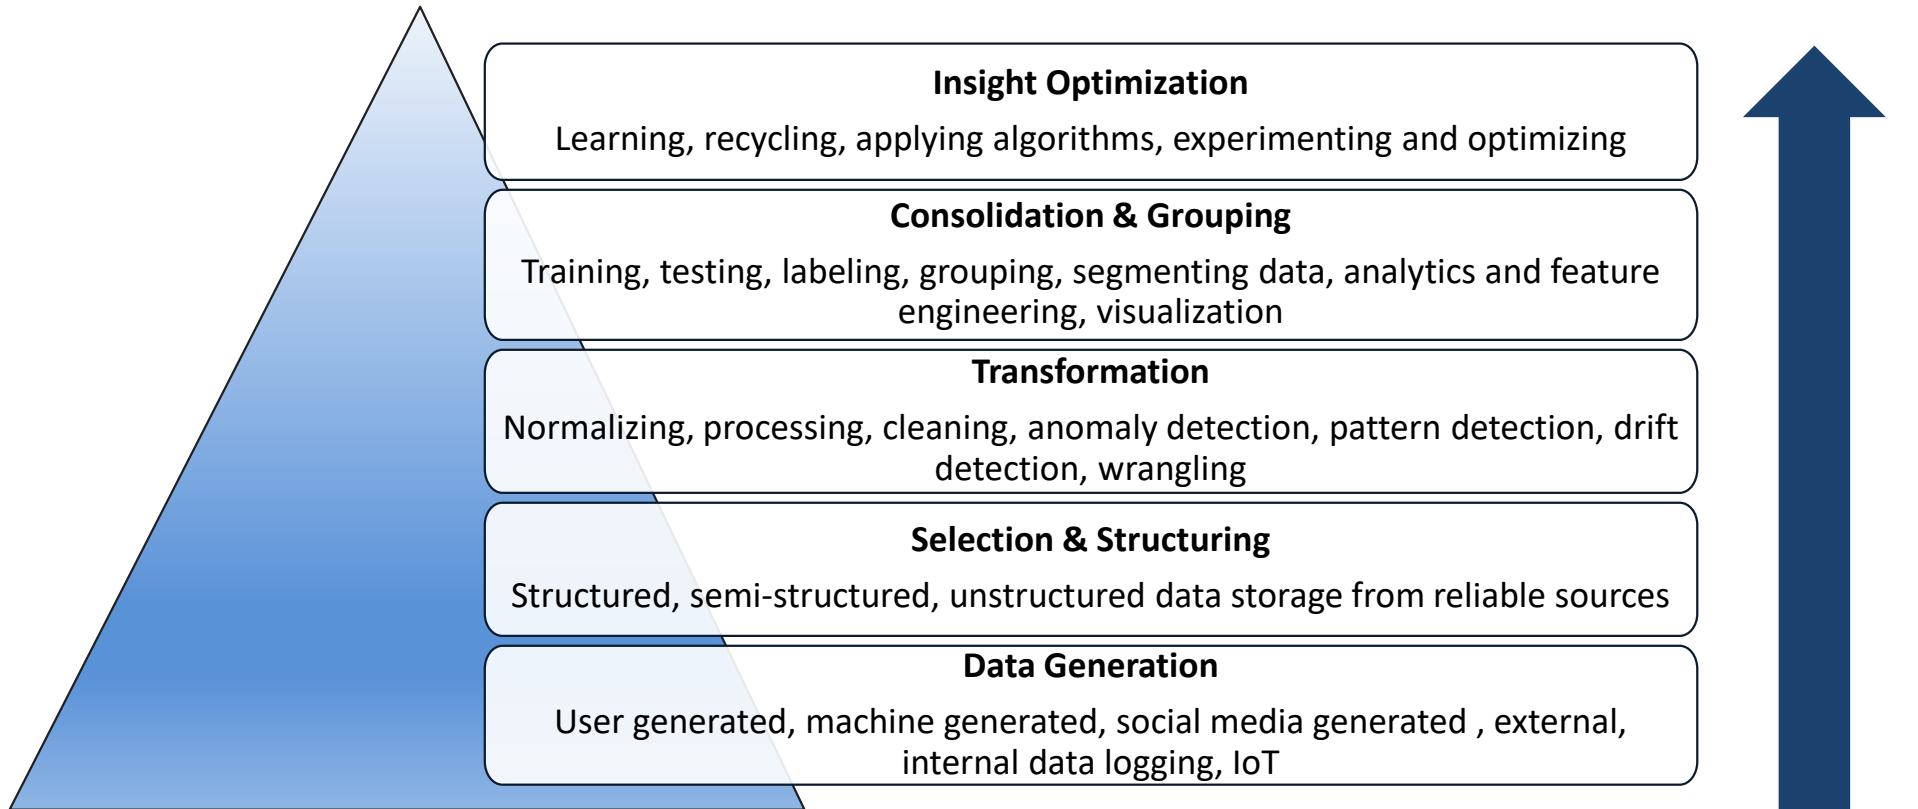 Insight Optimization
Learning, recycling, applying algorithms, experimenting and optimizing
Consolidation & Grouping
Training, testing, labeling, grouping, segmenting data, analytics and feature
engineering, visualization
Transformation
Normalizing, processing, cleaning, anomaly detection, pattern detection, drift
detection, wrangling
Selection & Structuring
Structured, semi-structured, unstructured data storage from reliable sources
Data Generation
User generated, machine generated, social media generated , external,
internal data logging, IoT